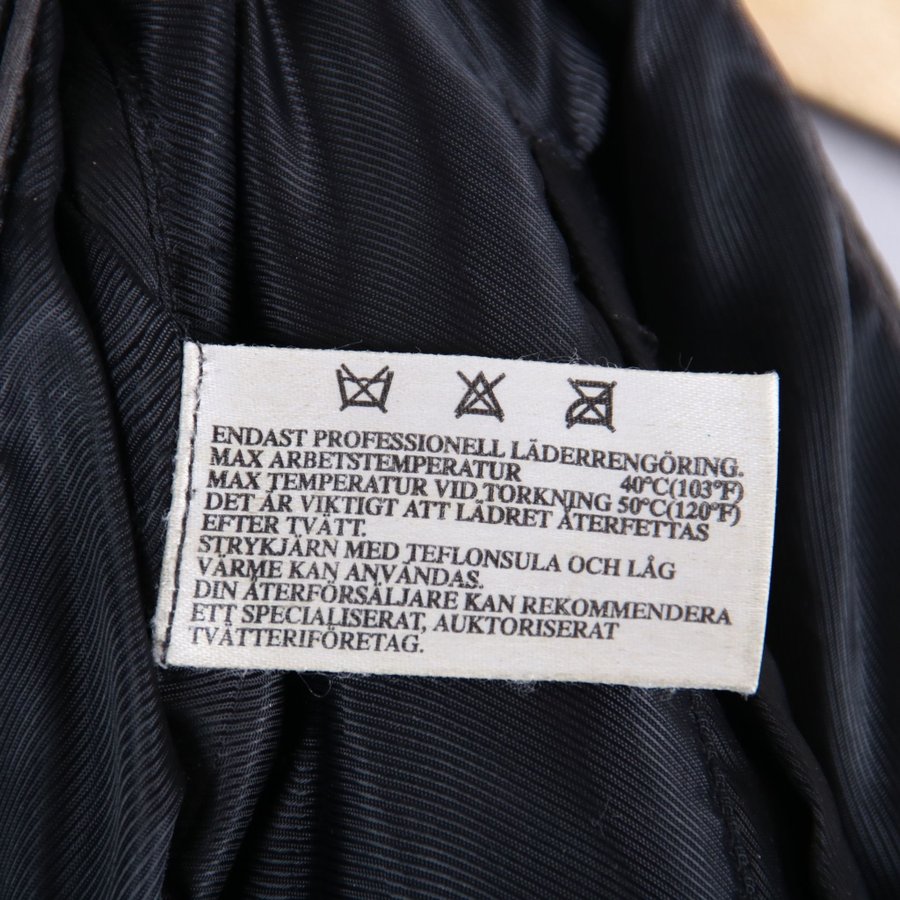 ENDAST PROFESSIONELL LÄDERRENGÖRING.
MAX ARBETSTEMPERATUR 40°C(103°F)
MAX TEMPERATUR VID TORKNING 50°C(120°F)
DET ÄR VIKTIGT ATT LÄDRET ÅTERFETTAS
EFTER TVÄTT.
STRYKJÄRN MED TEFLONSULA OCH LÅG
VÄRME KAN ANVÄNDAS.
DIN ÅTERFÖRSÄLJARE KAN REKOMMENDERA
ETT SPECIALISERAT, AUKTORISERAT
TVÄTTERIFÖRETAG.